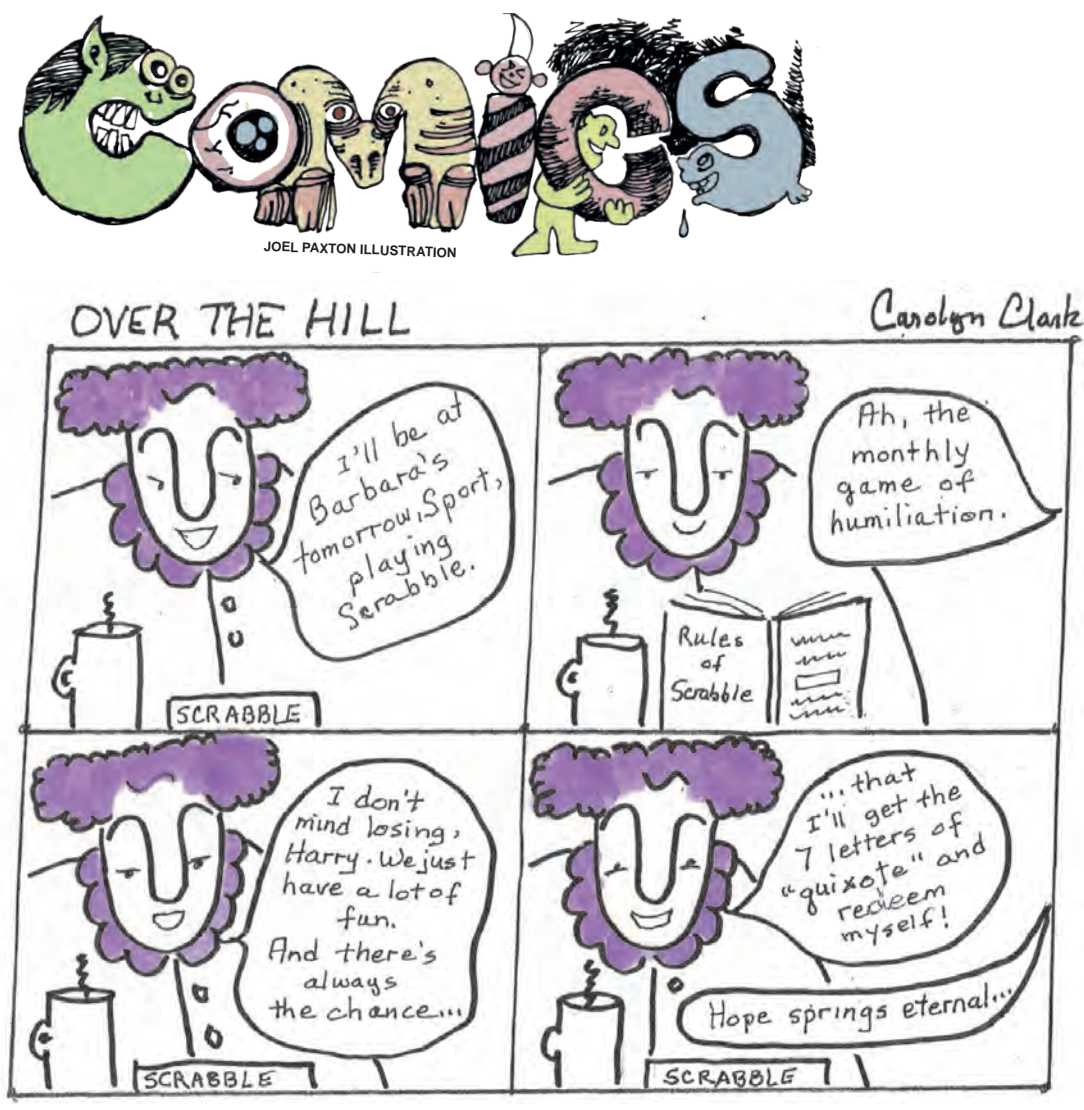 Comics
JOEL PAXTON ILLUSTRATION
OVER THE HILL
Carolyn Clark
I'll be at
Barbara's
tomorrow, Sport,
playing
Scrabble.
SCRABBLE
Ah, the
monthly
game of
humiliation.
Rules
of
Scrabble
I don't
mind losing,
Harry. We just
have a lot of
fun.
And there's
always
the chance...
SCRABBLE
...that
I'll get the
7 letters of
"quixote" and
redeem
myself!
Hope springs eternal...
SCRABBLE